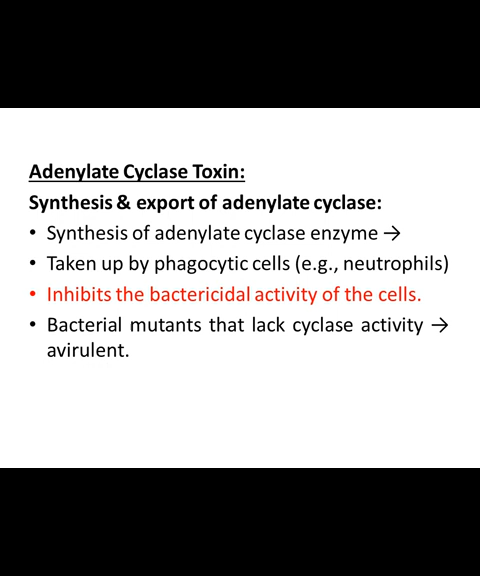 Adenylate Cyclase Toxin:
Synthesis & export of adenylate cyclase:
• Synthesis of adenylate cyclase enzyme →
• Taken up by phagocytic cells (e.g., neutrophils)
• Inhibits the bactericidal activity of the cells.
• Bacterial mutants that lack cyclase activity →
avirulent.